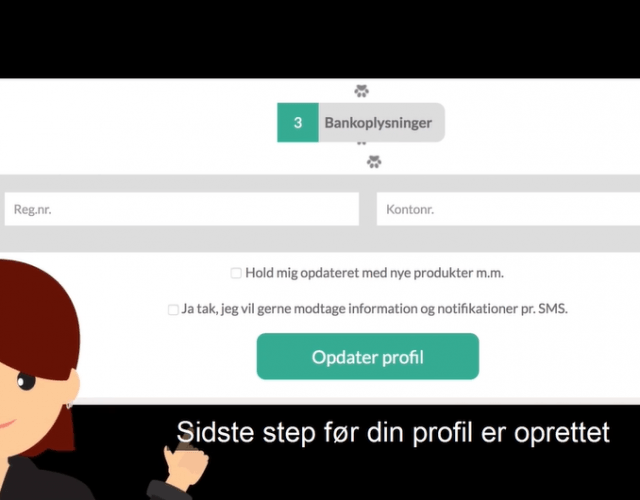 3 Bankoplysninger
Reg.nr. Kontonr.
Hold mig opdateret med nye produkter m.m.
Ja tak, jeg vil gerne modtage information og notifikationer pr. SMS.
Opdater profil
Sidste step før din profil er oprettet